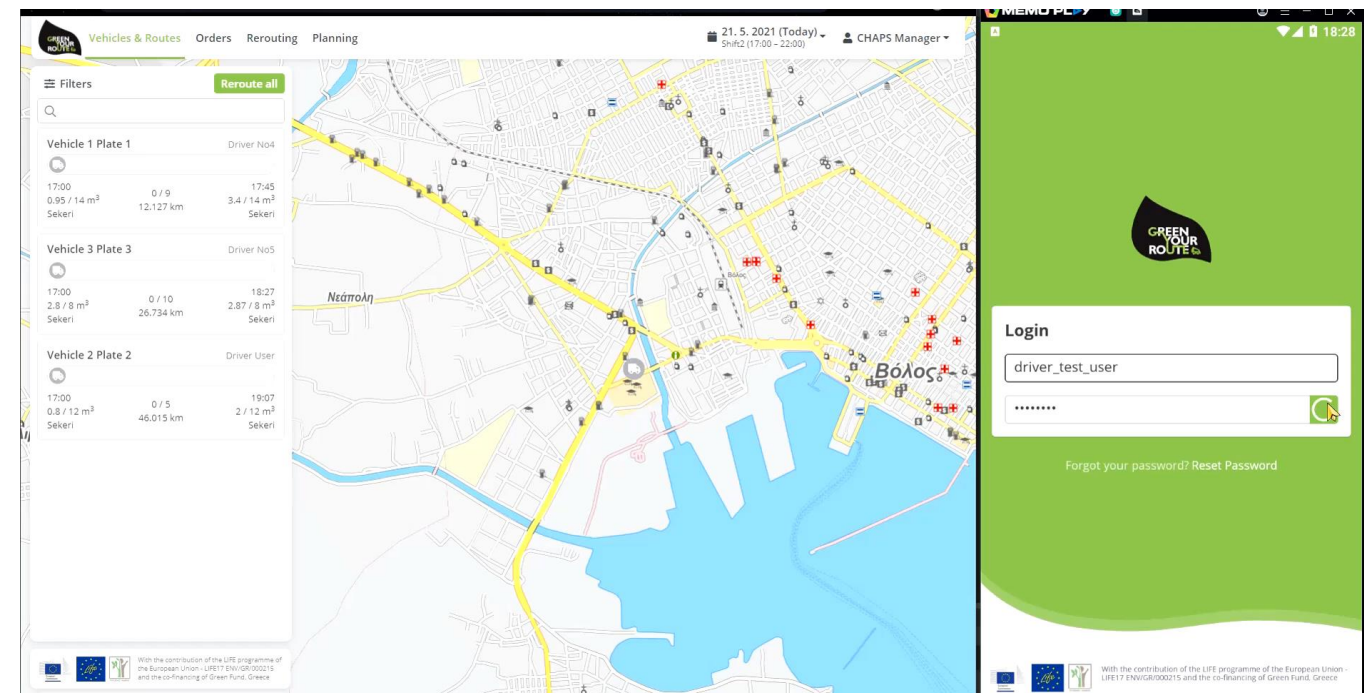 GREEN YOUR ROUTE
Vehicles & Routes Orders Rerouting Planning
21. 5. 2021 (Today)
Shift2 (17:00 – 22:00)
CHAPS Manager
Filters
Reroute all
Vehicle 1 Plate 1 Driver No4
17:00 0 / 9 17:45
0.95 / 14 m³ 12.127 km 3.4 / 14 m³
Sekeri Sekeri
Vehicle 3 Plate 3 Driver No5
17:00 0 / 10 18:27
2.8 / 8 m³ 26.734 km 2.87 / 8 m³
Sekeri Sekeri
Vehicle 2 Plate 2 Driver User
17:00 0 / 5 19:07
0.8 / 12 m³ 46.015 km 2 / 12 m³
Sekeri Sekeri
With the contribution of the LIFE programme of
the European Union - LIFE17 ENV/GR/000215
and the co-financing of Green Fund, Greece
Νεάπολη
Βόλος
Βόλος
MEMU PLAY
18:28
GREEN
YOUR
ROUTE
Login
driver_test_user
••••••••
Forgot your password? Reset Password
With the contribution of the LIFE programme of the European Union -
LIFE17 ENV/GR/000215 and the co-financing of Green Fund, Greece